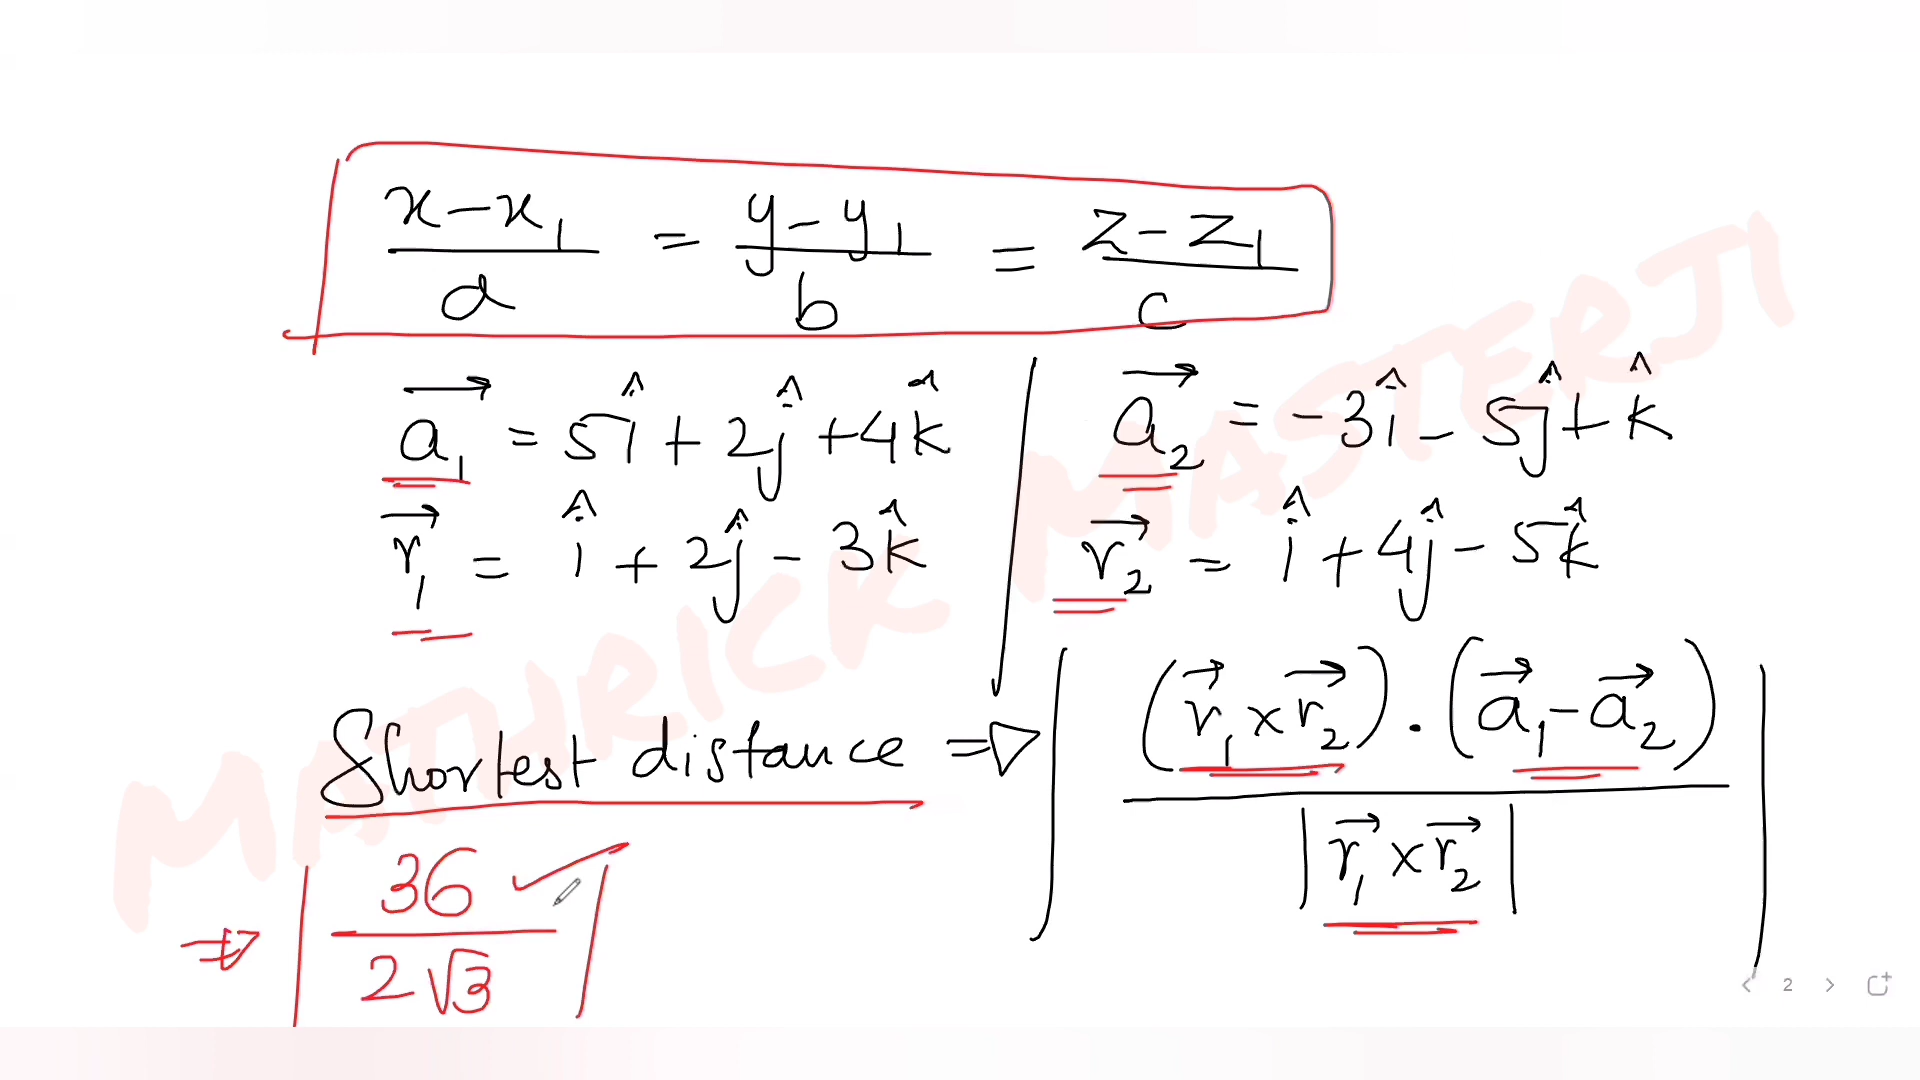 x-x₁/a = y-y₁/b = z-z₁/c
a₁ = 5î + 2ĵ + 4k̂
r₁ = î + 2ĵ - 3k̂
a₂ = -3î - 5ĵ + k̂
r₂ = î + 4ĵ - 5k̂
Shortest distance ⇒ | (r₁ × r₂) . (a₁ - a₂) / |r₁ × r₂| |
⇒ | 36 / 2√3 |
MATHRICK MASTERJI
2